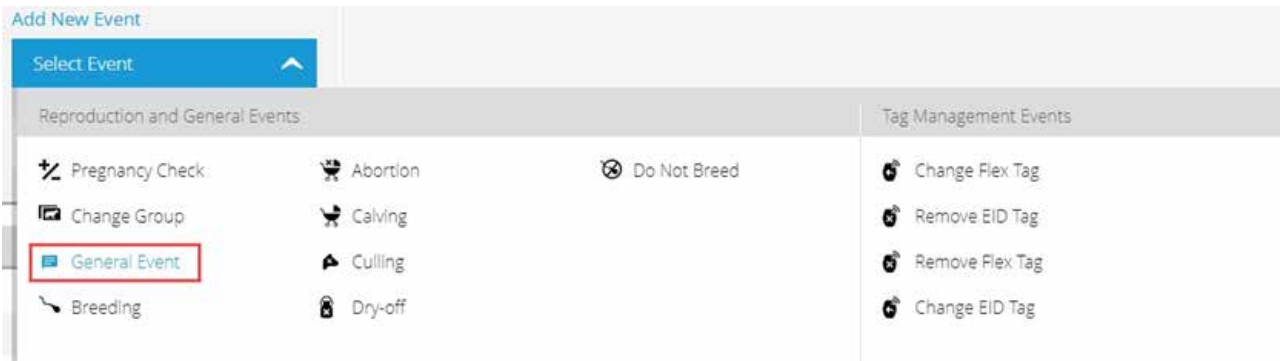 Add New Event
Select Event
Reproduction and General Events
Tag Management Events
Pregnancy Check
Abortion
Do Not Breed
Change Flex Tag
Change Group
Calving
Remove EID Tag
General Event
Culling
Remove Flex Tag
Breeding
Dry-off
Change EID Tag